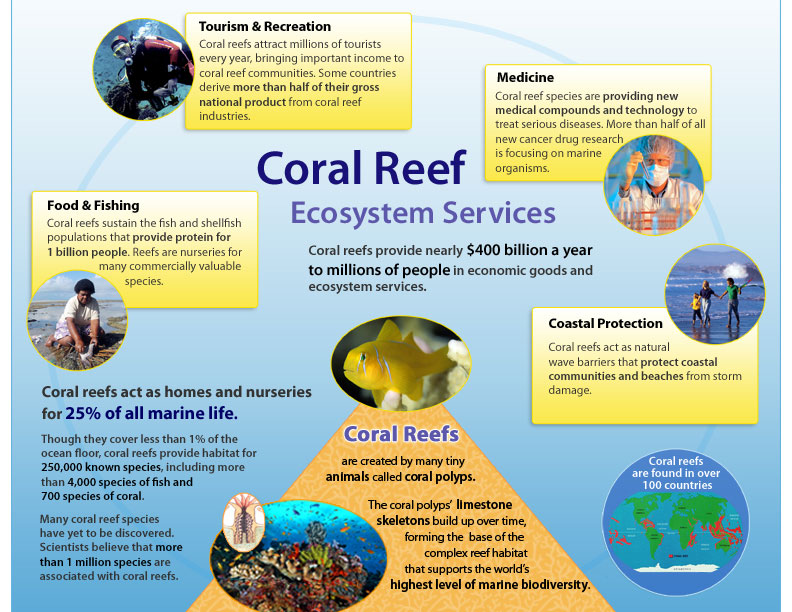 Tourism & Recreation
Coral reefs attract millions of tourists
every year, bringing important income to
coral reef communities. Some countries
derive more than half of their gross
national product from coral reef
industries.
Medicine
Coral reef species are providing new
medical compounds and technology to
treat serious diseases. More than half of all
new cancer drug research
is focusing on marine
organisms.
Coral Reef
Ecosystem Services
Coral reefs provide nearly $400 billion a year
to millions of people in economic goods and
ecosystem services.
Food & Fishing
Coral reefs sustain the fish and shellfish
populations that provide protein for
1 billion people. Reefs are nurseries for
many commercially valuable
species.
Coastal Protection
Coral reefs act as natural
wave barriers that protect coastal
communities and beaches from storm
damage.
Coral reefs act as homes and nurseries
for 25% of all marine life.
Though they cover less than 1% of the
ocean floor, coral reefs provide habitat for
250,000 known species, including more
than 4,000 species of fish and
700 species of coral.
Many coral reef species
have yet to be discovered.
Scientists believe that more
than 1 million species are
associated with coral reefs.
Coral Reefs
are created by many tiny
animals called coral polyps.
The coral polyps' limestone
skeletons build up over time,
forming the base of the
complex reef habitat
that supports the world's
highest level of marine biodiversity.
Coral reefs
are found in over
100 countries